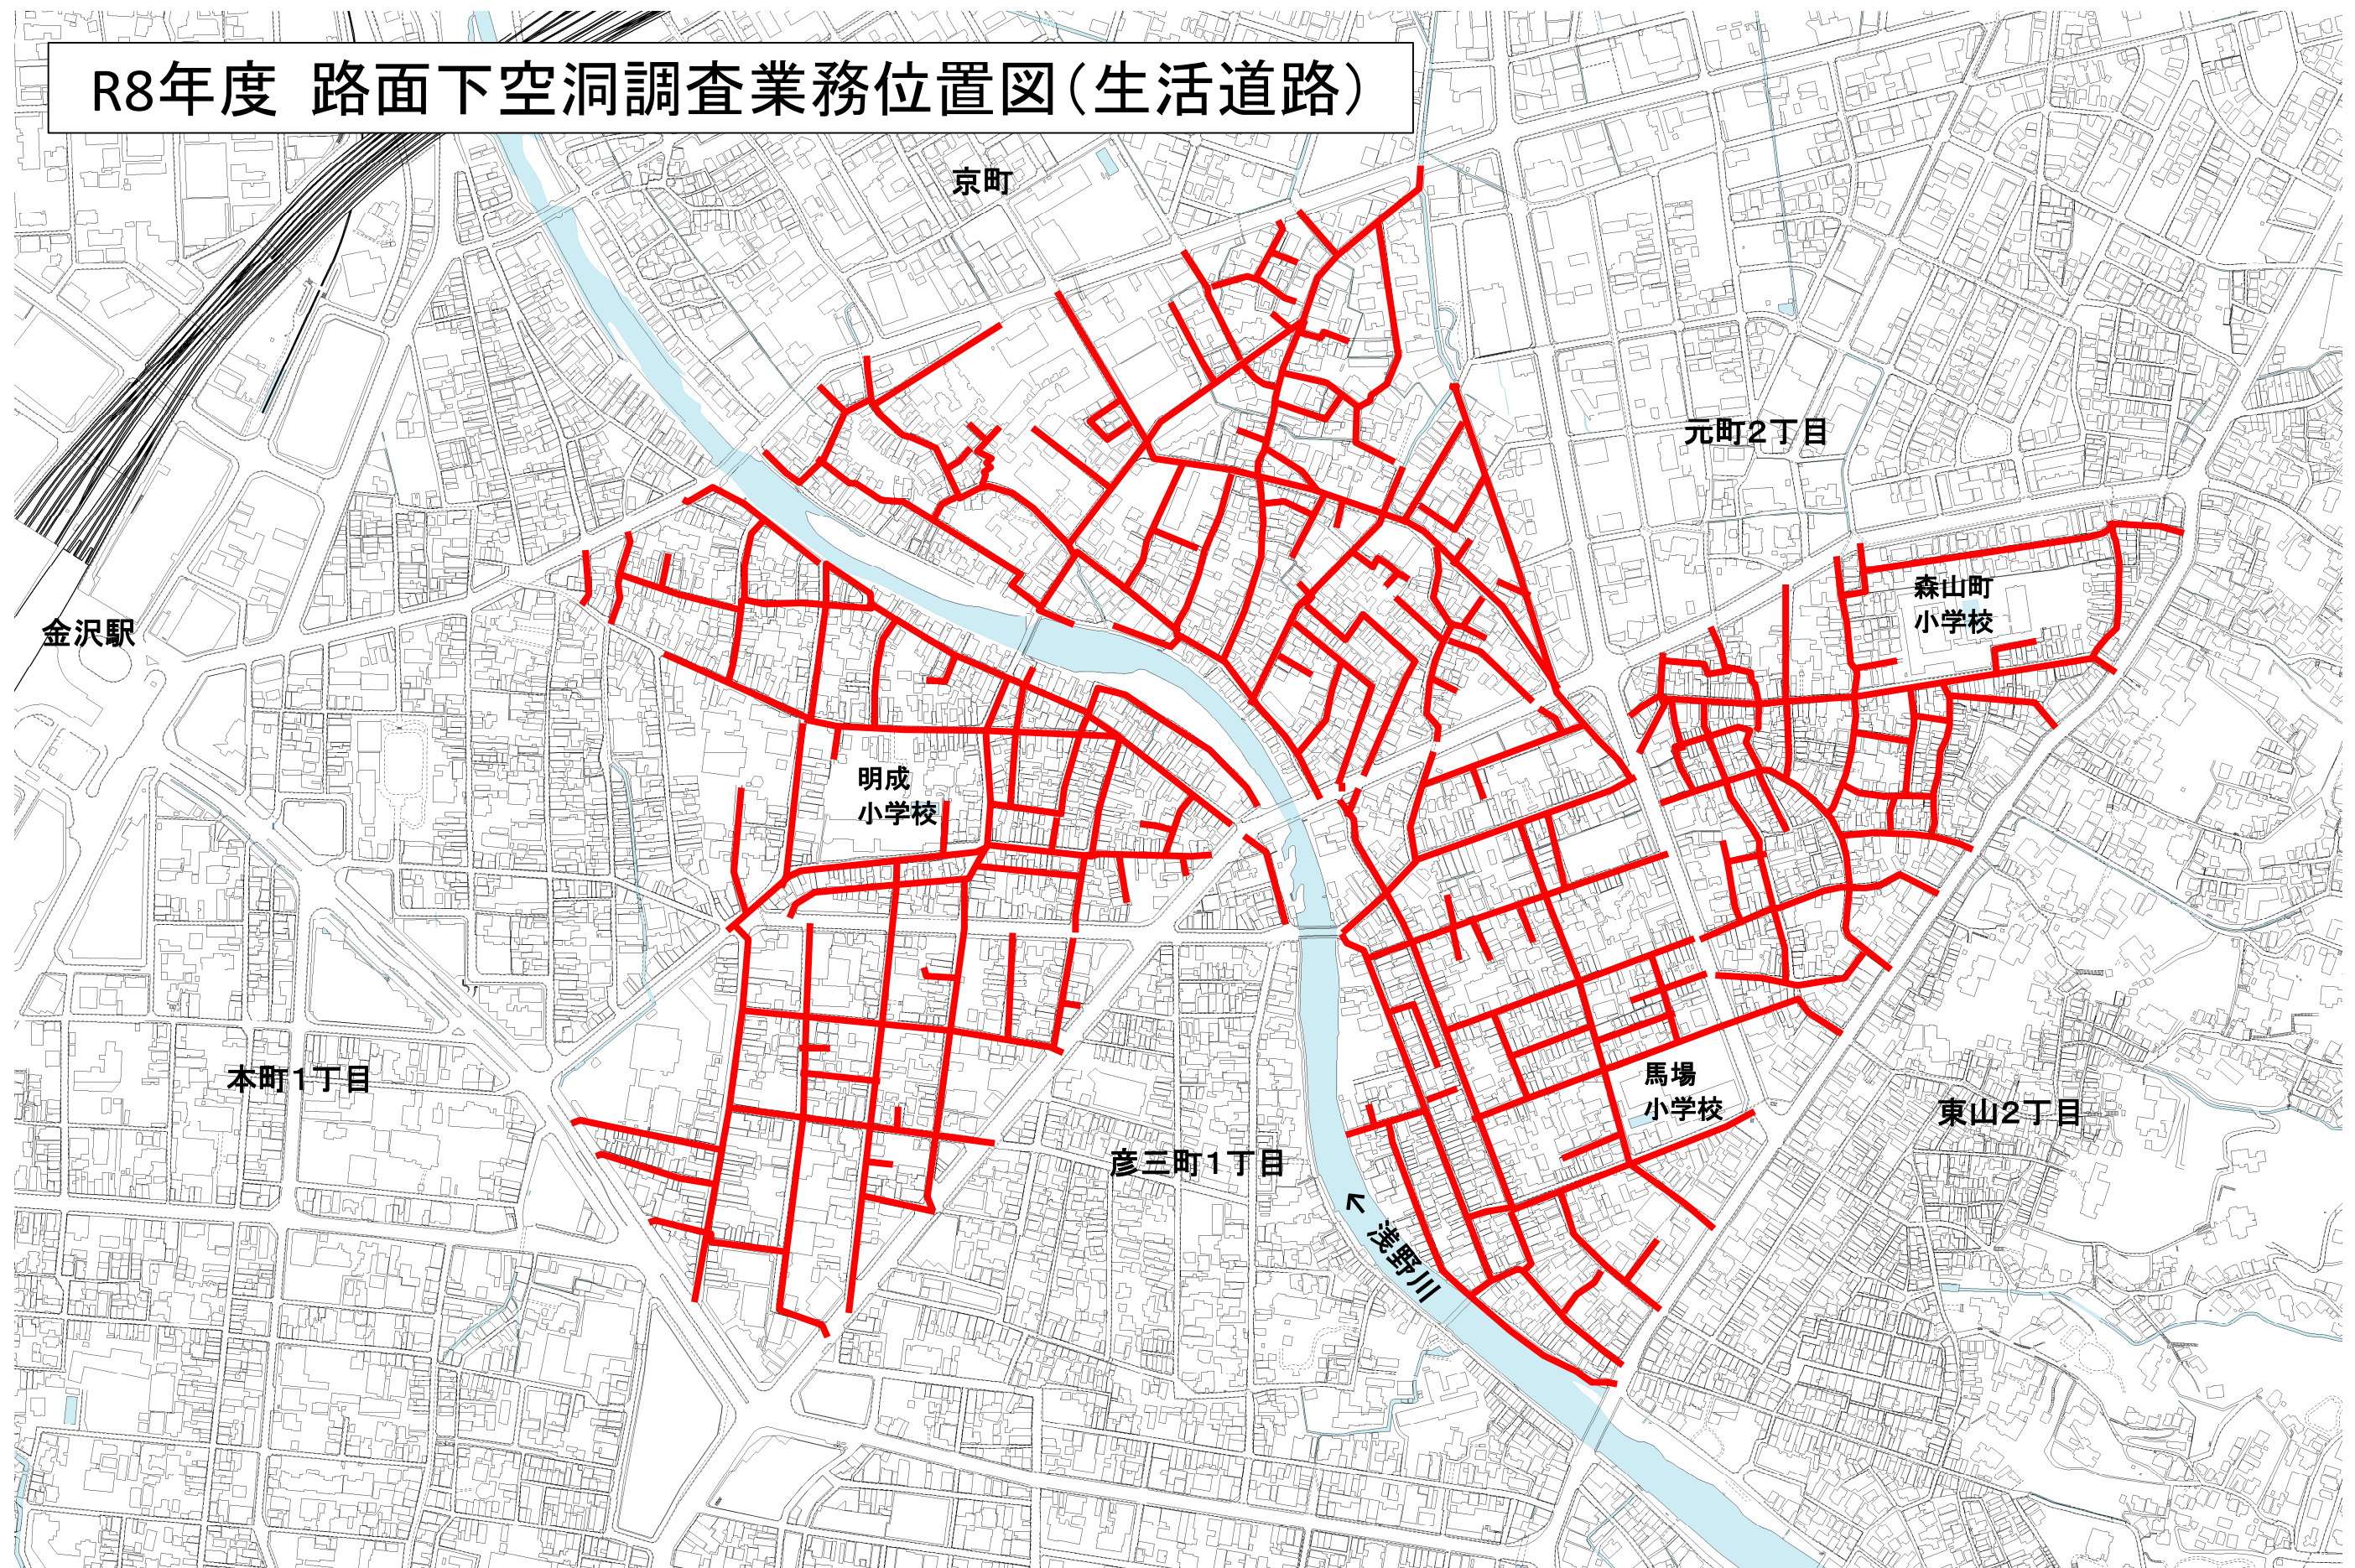 R8年度 路面下空洞調査業務位置図(生活道路)
京町
元町2丁目
森山町
小学校
金沢駅
明成
小学校
本町1丁目
馬場
小学校
東山2丁目
彦三町1丁目
← 浅野川